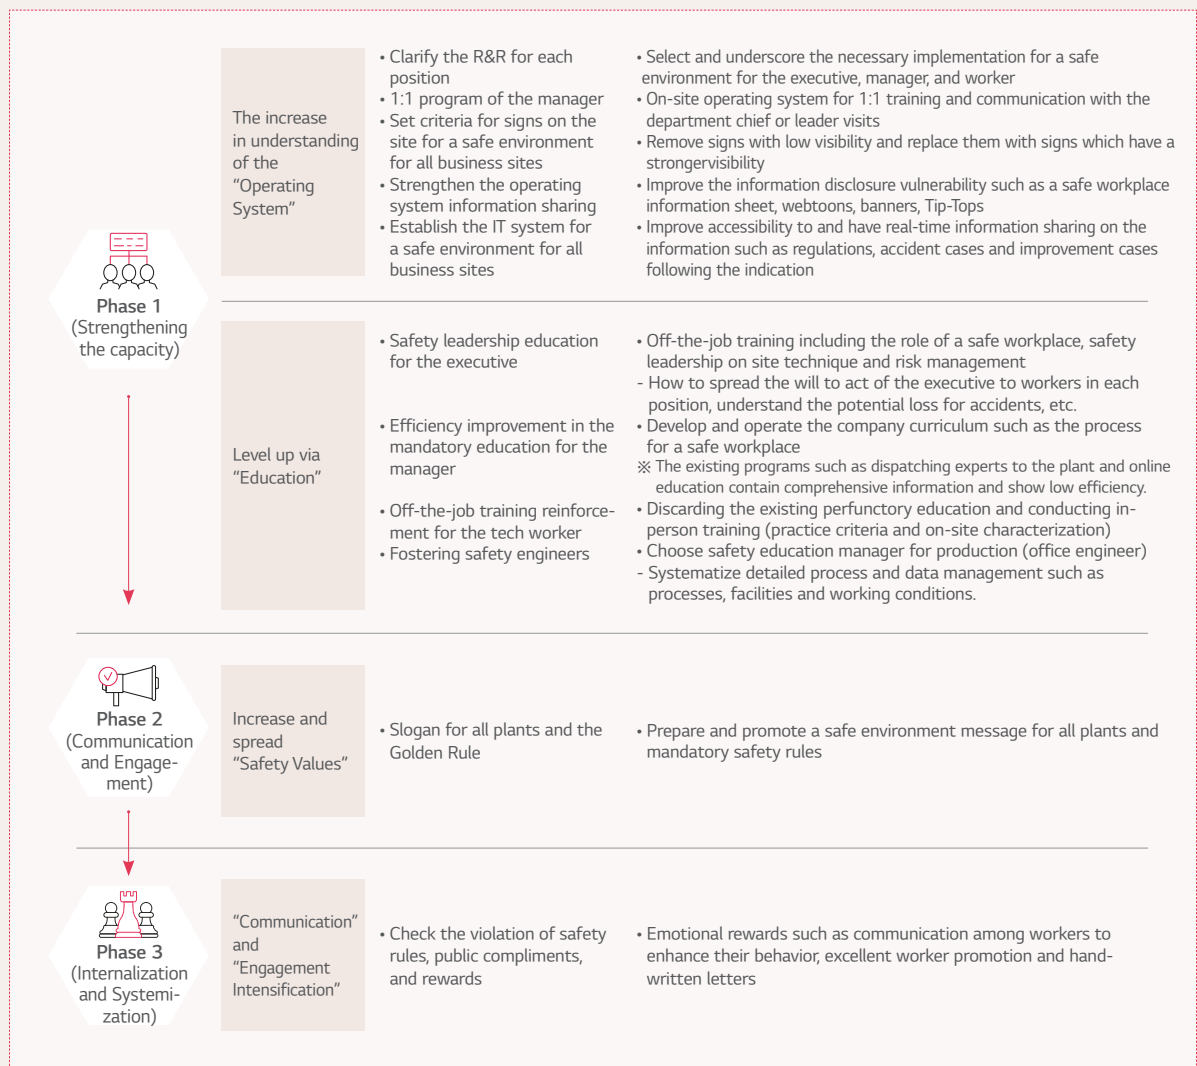 Phase 1
(Strengthening
the capacity)
The increase
in understanding
of the
"Operating
System"
• Clarify the R&R for each
position
• 1:1 program of the manager
• Set criteria for signs on the
site for a safe environment
for all business sites
• Strengthen the operating
system information sharing
• Establish the IT system for
a safe environment for all
business sites
• Select and underscore the necessary implementation for a safe
environment for the executive, manager, and worker
• On-site operating system for 1:1 training and communication with the
department chief or leader visits
• Remove signs with low visibility and replace them with signs which have a
strongervisibility
• Improve the information disclosure vulnerability such as a safe workplace
information sheet, webtoons, banners, Tip-Tops
• Improve accessibility to and have real-time information sharing on the
information such as regulations, accident cases and improvement cases
following the indication
Level up via
"Education"
• Safety leadership education
for the executive
• Efficiency improvement in the
mandatory education for the
manager
• Off-the-job training reinforce-
ment for the tech worker
• Fostering safety engineers
• Off-the-job training including the role of a safe workplace, safety
leadership on site technique and risk management
- How to spread the will to act of the executive to workers in each
position, understand the potential loss for accidents, etc.
• Develop and operate the company curriculum such as the process
for a safe workplace
※ The existing programs such as dispatching experts to the plant and online
education contain comprehensive information and show low efficiency.
• Discarding the existing perfunctory education and conducting in-
person training (practice criteria and on-site characterization)
• Choose safety education manager for production (office engineer)
- Systematize detailed process and data management such as
processes, facilities and working conditions.
Phase 2
(Communication
and Engage-
ment)
Increase and
spread
"Safety Values"
• Slogan for all plants and the
Golden Rule
• Prepare and promote a safe environment message for all plants and
mandatory safety rules
Phase 3
(Internalization
and Systemi-
zation)
"Communication"
and
"Engagement
Intensification"
• Check the violation of safety
rules, public compliments,
and rewards
• Emotional rewards such as communication among workers to
enhance their behavior, excellent worker promotion and hand-
written letters